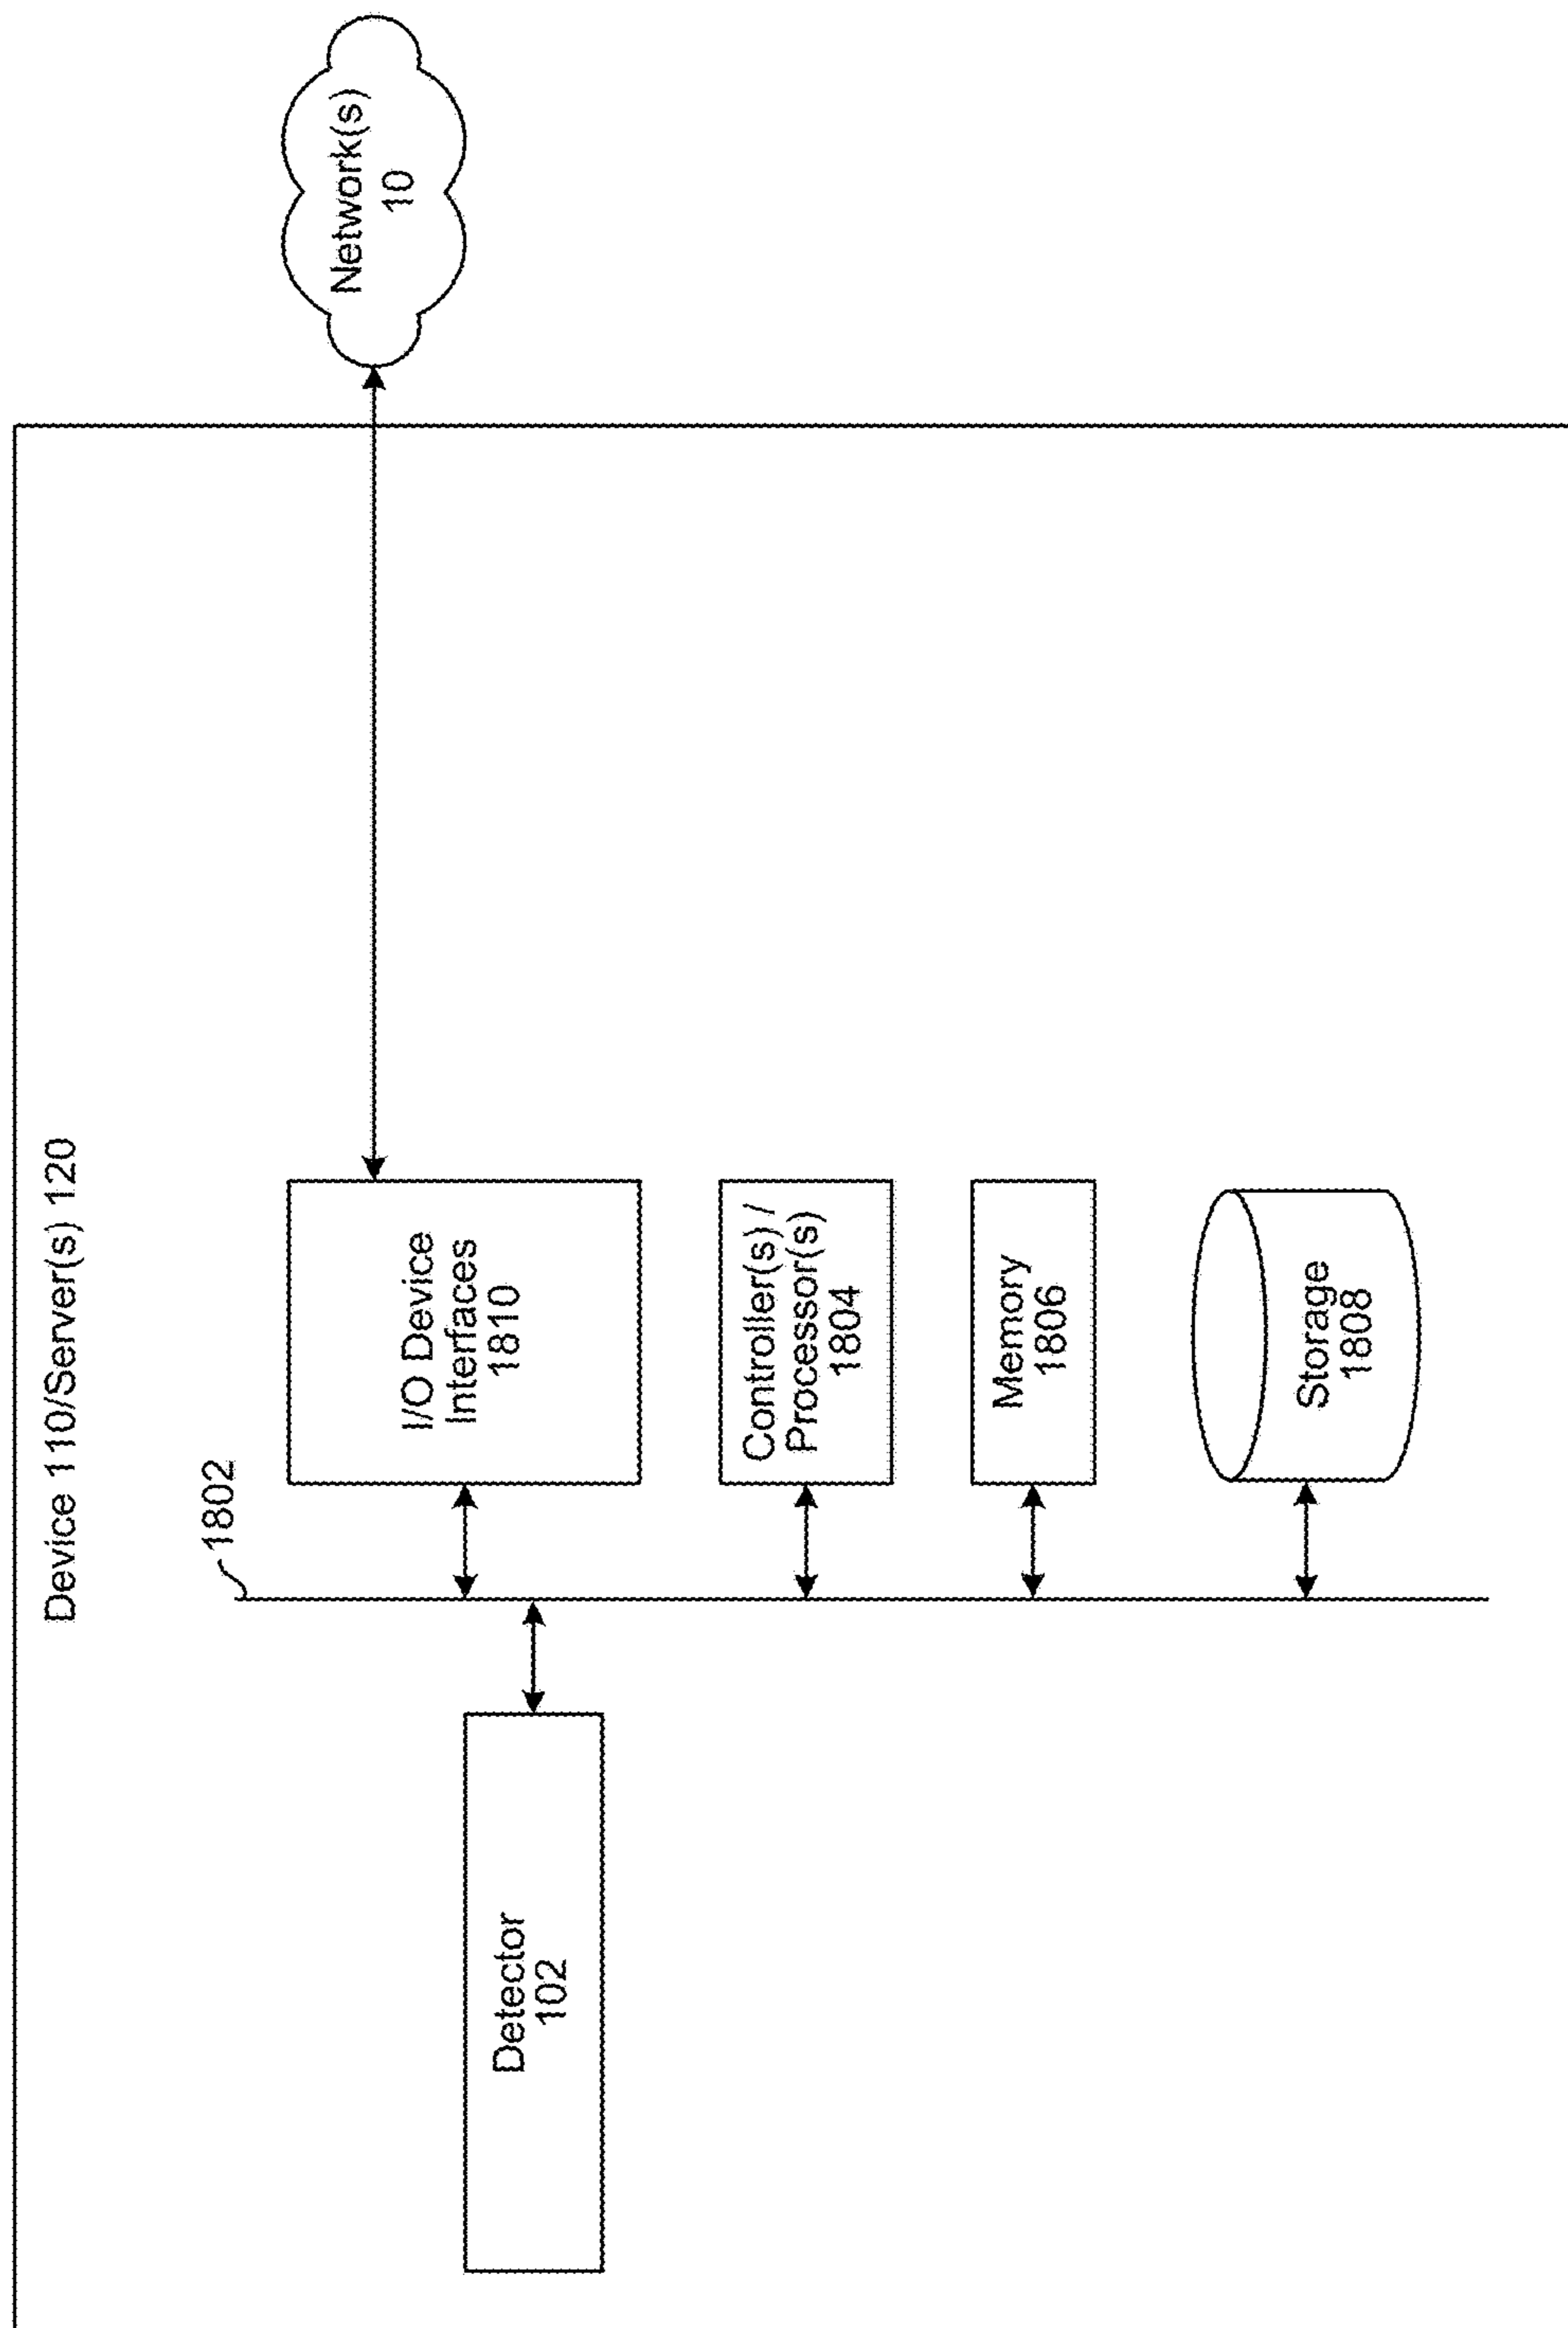 Device 110/Server(s) 120
1802
I/O Device
Interfaces
1810
Network(s)
10
Detector
102
Controller(s) /
Processor(s)
1804
Memory
1806
Storage
1808